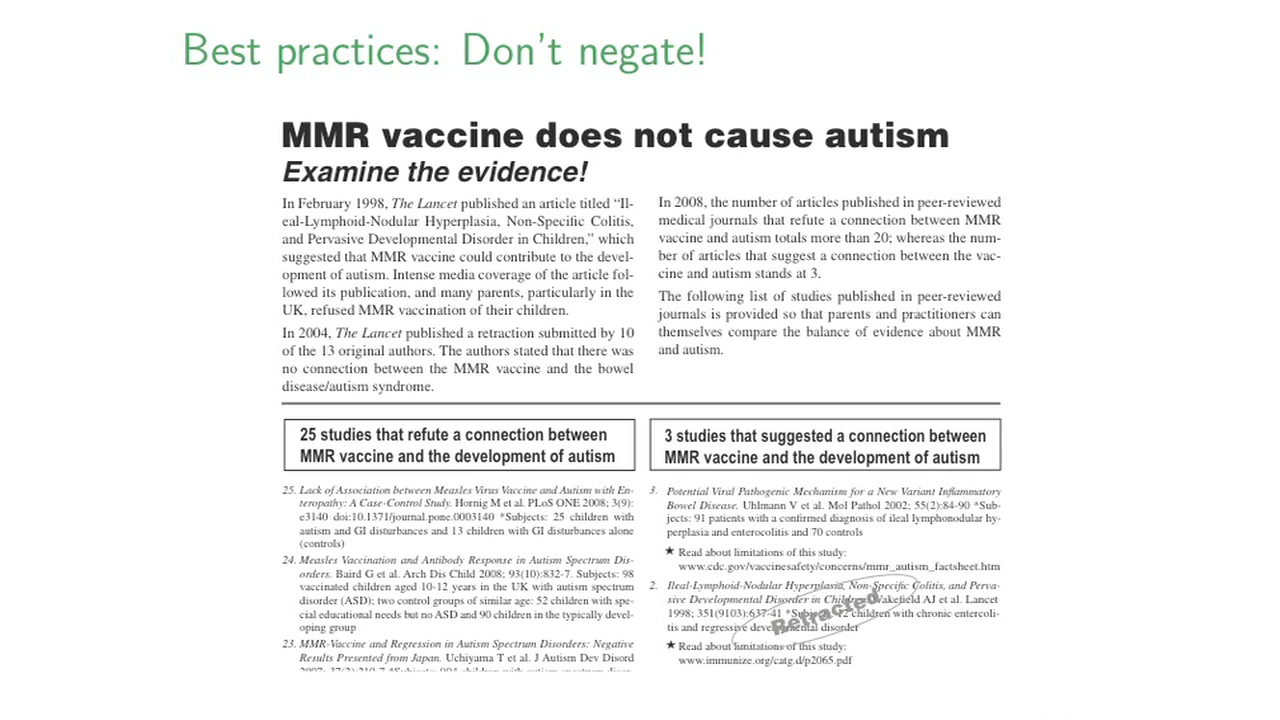 Best practices: Don't negate!
MMR vaccine does not cause autism
Examine the evidence!
In February 1998, The Lancet published an article titled “Il-
eal-Lymphoid-Nodular Hyperplasia, Non-Specific Colitis,
and Pervasive Developmental Disorder in Children,” which
suggested that MMR vaccine could contribute to the devel-
opment of autism. Intense media coverage of the article fol-
lowed its publication, and many parents, particularly in the
UK, refused MMR vaccination of their children.
In 2004, The Lancet published a retraction submitted by 10
of the 13 original authors. The authors stated that there was
no connection between the MMR vaccine and the bowel
disease/autism syndrome.
In 2008, the number of articles published in peer-reviewed
medical journals that refute a connection between MMR
vaccine and autism totals more than 20; whereas the num-
ber of articles that suggest a connection between the vac-
cine and autism stands at 3.
The following list of studies published in peer-reviewed
journals is provided so that parents and practitioners can
themselves compare the balance of evidence about MMR
and autism.
25 studies that refute a connection between
MMR vaccine and the development of autism
25. Lack of Association between Measles Virus Vaccine and Autism with En-
teropathy: A Case-Control Study. Hornig M et al. PLoS ONE 2008; 3(9):
e3140 doi:10.1371/journal.pone.0003140 *Subjects: 25 children with
autism and GI disturbances and 13 children with GI disturbances alone
(controls)
24. Measles Vaccination and Antibody Response in Autism Spectrum Dis-
orders. Baird G et al. Arch Dis Child 2008; 93(10):832-7. Subjects: 98
vaccinated children aged 10-12 years in the UK with autism spectrum
disorder (ASD); two control groups of similar age: 52 children with spe-
cial educational needs but no ASD and 90 children in the typically devel-
oping group
23. MMR-Vaccine and Regression in Autism Spectrum Disorders: Negative
Results Presented from Japan. Uchiyama T et al. J Autism Dev Disord
3 studies that suggested a connection between
MMR vaccine and the development of autism
3. Potential Viral Pathogenic Mechanism for a New Variant Inflammatory
Bowel Disease. Uhlmann V et al. Mol Pathol 2002; 55(2):84-90 *Sub-
jects: 91 patients with a confirmed diagnosis of ileal lymphonodular hy-
perplasia and enterocolitis and 70 controls
★ Read about limitations of this study:
www.cdc.gov/vaccinesafety/concerns/mmr_autism_factsheet.htm
2. Ileal-Lymphoid-Nodular Hyperplasia, Non-Specific Colitis, and Perva-
sive Developmental Disorder in Children. Wakefield AJ et al. Lancet
1998; 351(9103):637-41 *Subjects: 12 children with chronic enterocoli-
tis and regressive developmental disorder
Retracted
★ Read about limitations of this study:
www.immunize.org/catg.d/p2065.pdf